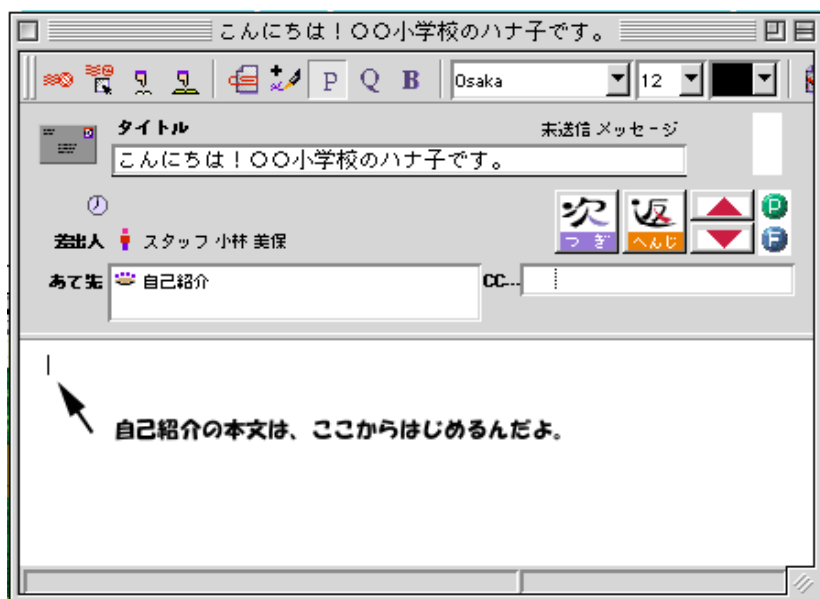 こんにちは！〇〇小学校のハナ子です。
P Q B Osaka 12
タイトル 未送信 メッセージ
こんにちは！〇〇小学校のハナ子です。
次 つぎ 返 へんじ P
差出人 スタッフ 小林 美保 F
あて先 自己紹介 CC...
自己紹介の本文は、ここからはじめるんだよ。